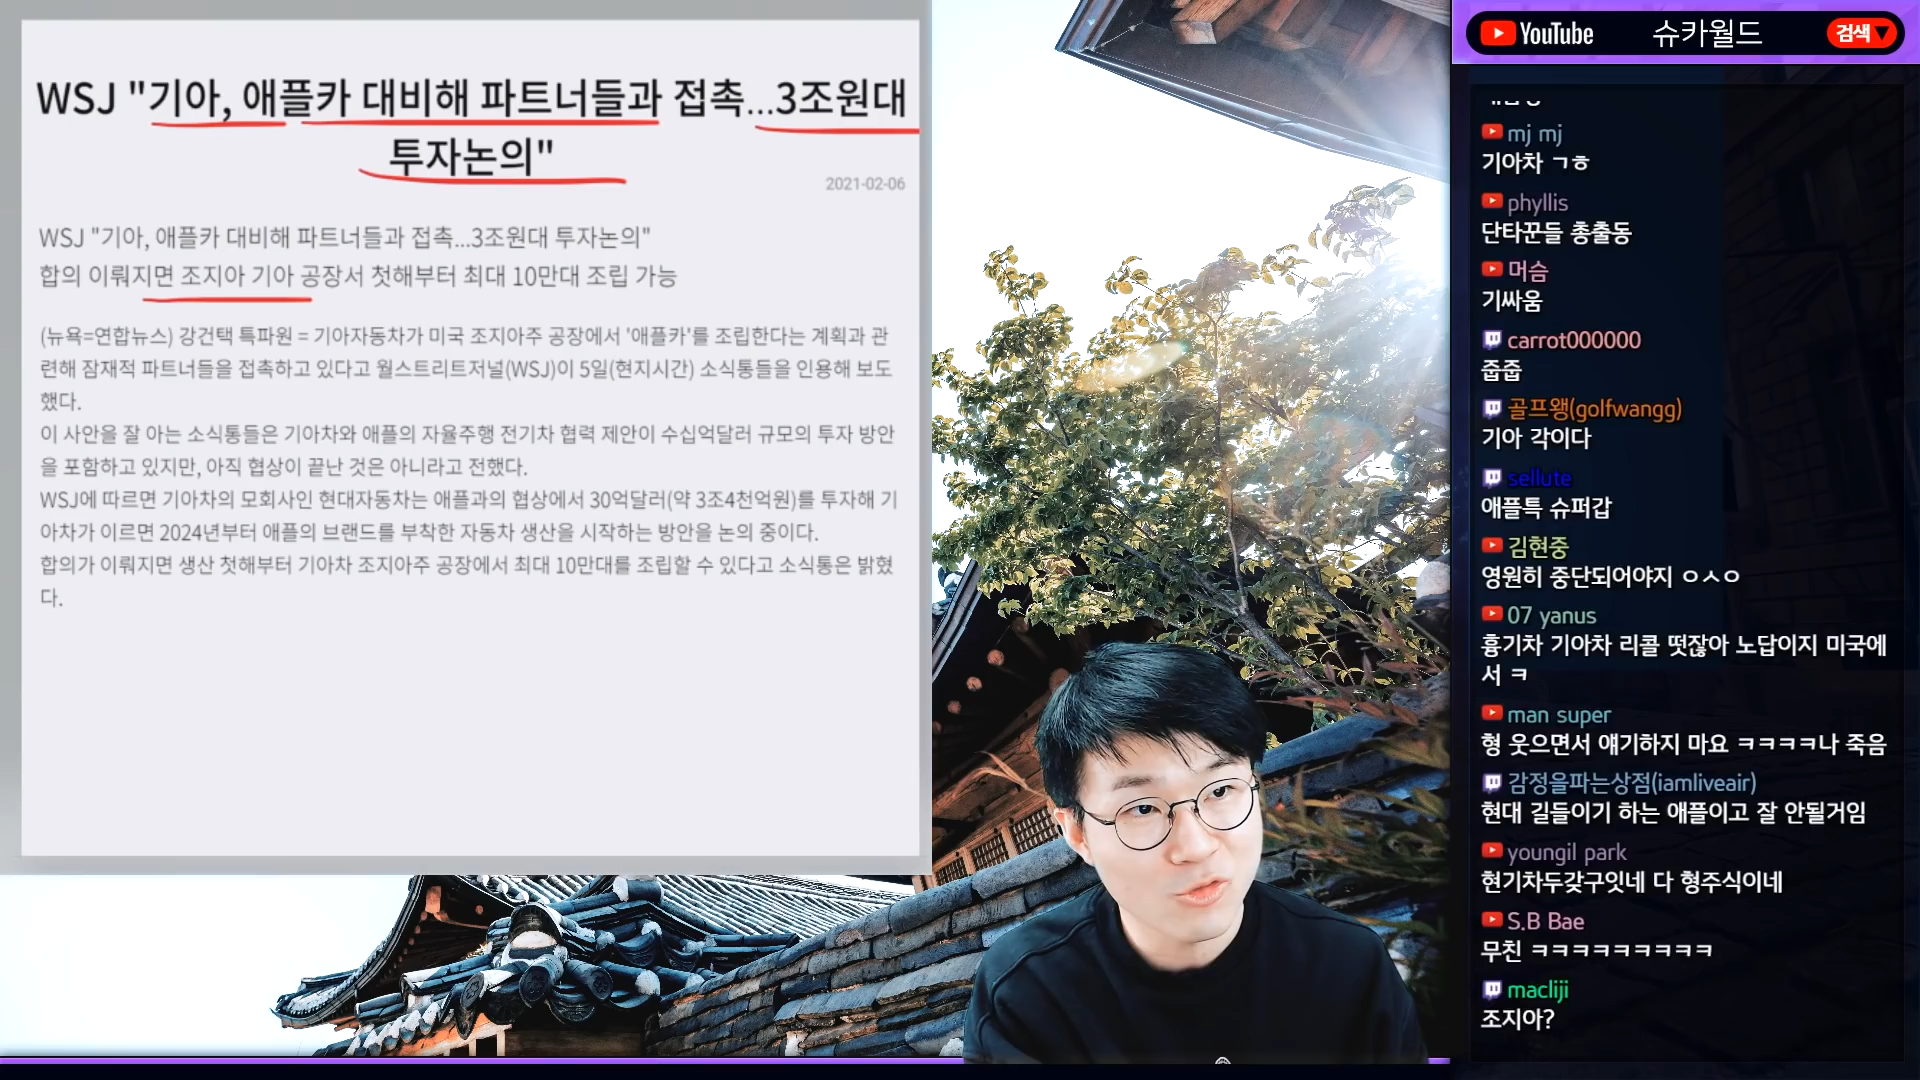 WSJ "기아, 애플카 대비해 파트너들과 접촉...3조원대
투자논의"
2021-02-06
WSJ "기아, 애플카 대비해 파트너들과 접촉...3조원대 투자논의"
합의 이뤄지면 조지아 기아 공장서 첫해부터 최대 10만대 조립 가능
(뉴욕=연합뉴스) 강건택 특파원 = 기아자동차가 미국 조지아주 공장에서 '애플카'를 조립한다는 계획과 관
련해 잠재적 파트너들을 접촉하고 있다고 월스트리트저널(WSJ)이 5일(현지시간) 소식통들을 인용해 보도
했다.
이 사안을 잘 아는 소식통들은 기아차와 애플의 자율주행 전기차 협력 제안이 수십억달러 규모의 투자 방안
을 포함하고 있지만, 아직 협상이 끝난 것은 아니라고 전했다.
WSJ에 따르면 기아차의 모회사인 현대자동차는 애플과의 협상에서 30억달러(약 3조4천억원)를 투자해 기
아차가 이르면 2024년부터 애플의 브랜드를 부착한 자동차 생산을 시작하는 방안을 논의 중이다.
합의가 이뤄지면 생산 첫해부터 기아차 조지아주 공장에서 최대 10만대를 조립할 수 있다고 소식통은 밝혔
다.
YouTube 슈카월드 검색▼
mj mj
기아차 ㄱㅎ
phyllis
단타꾼들 총출동
머슴
기싸움
carrot000000
줍줍
골프왱(golfwangg)
기아 각이다
sellute
애플특 슈퍼갑
김현중
영원히 중단되어야지 ㅇㅅㅇ
07 yanus
흉기차 기아차 리콜 떳잖아 노답이지 미국에
서 ㅋ
man super
형 웃으면서 얘기하지 마요 ㅋㅋㅋㅋ나 죽음
감정을파는상점(iamliveair)
현대 길들이기 하는 애플이고 잘 안될거임
youngil park
현기차두갖구잇네 다 형주식이네
S.B Bae
무친 ㅋㅋㅋㅋㅋㅋㅋㅋㅋ
macliji
조지아?